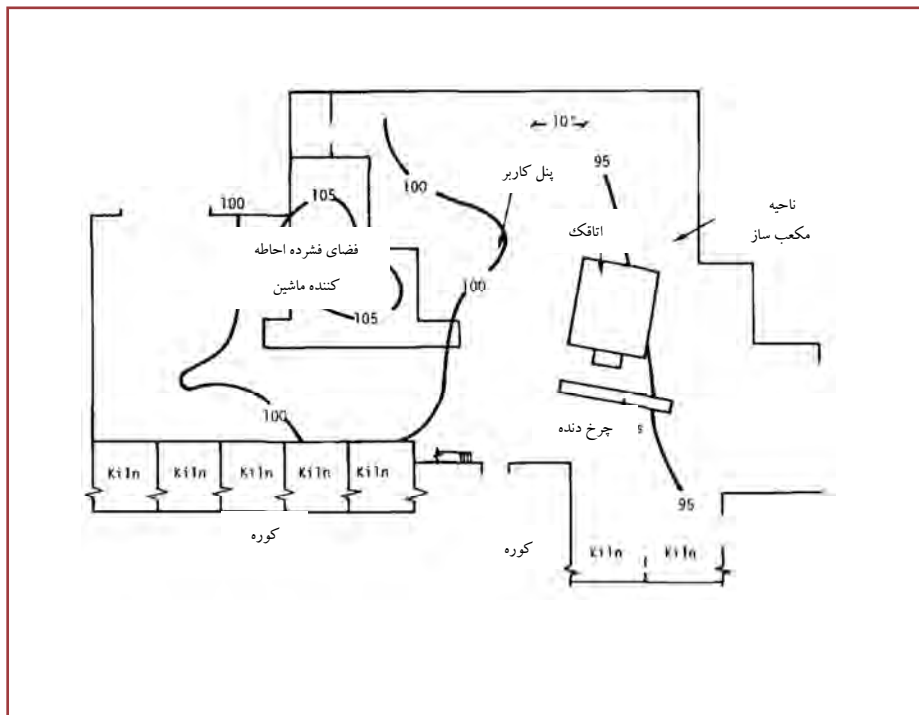 10"
95
پنل کاربر
100
105
100
ناحیه
مکعب ساز
اتاقک
فضای فشرده احاطه
کننده ماشین
100
105
100
چرخ دنده
s
Kiln
Kiln
Kiln
Kiln
Kiln
95
کوره
کوره
Kiln
Kiln